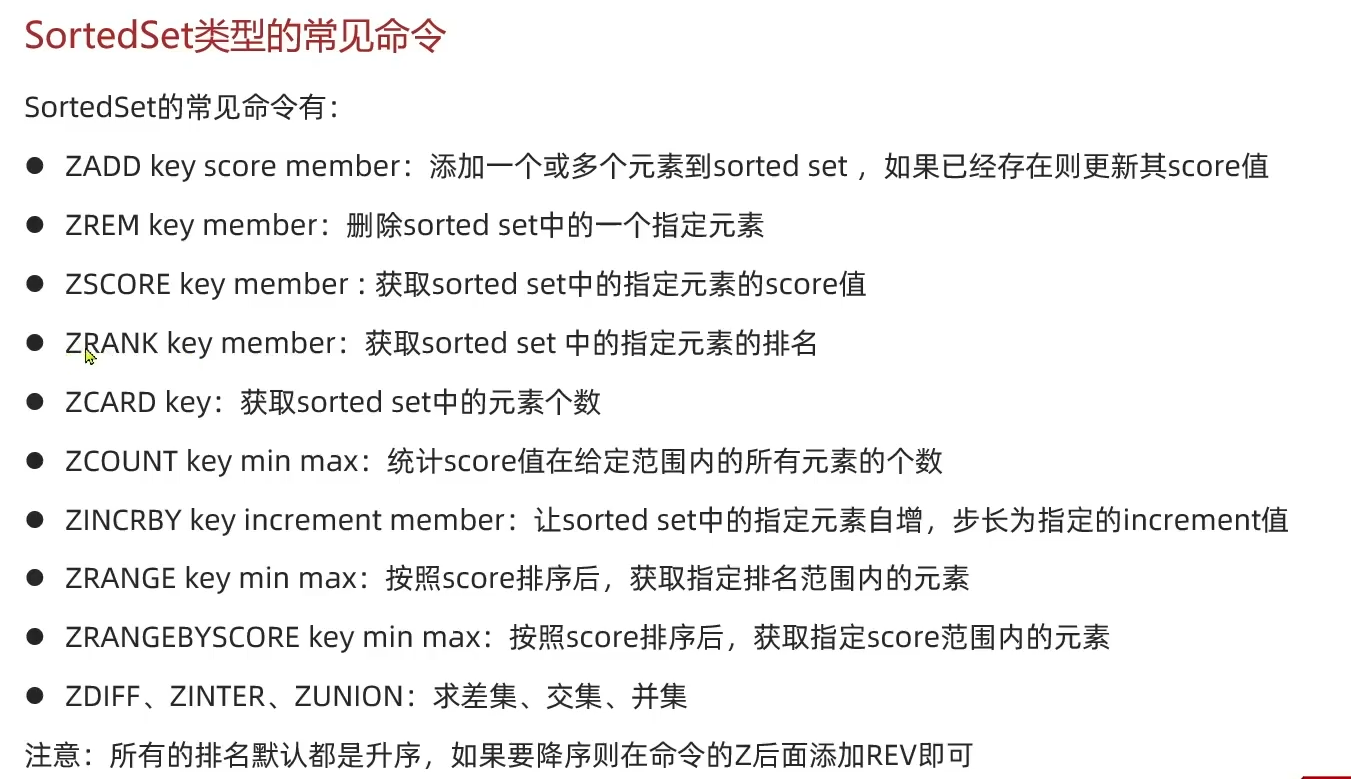 SortedSet类型的常见命令
SortedSet的常见命令有：
● ZADD key score member：添加一个或多个元素到sorted set ，如果已经存在则更新其score值
● ZREM key member：删除sorted set中的一个指定元素
● ZSCORE key member : 获取sorted set中的指定元素的score值
● ZRANK key member：获取sorted set 中的指定元素的排名
● ZCARD key：获取sorted set中的元素个数
● ZCOUNT key min max：统计score值在给定范围内的所有元素的个数
● ZINCRBY key increment member：让sorted set中的指定元素自增，步长为指定的increment值
● ZRANGE key min max：按照score排序后，获取指定排名范围内的元素
● ZRANGEBYSCORE key min max：按照score排序后，获取指定score范围内的元素
● ZDIFF、ZINTER、ZUNION：求差集、交集、并集
注意：所有的排名默认都是升序，如果要降序则在命令的Z后面添加REV即可